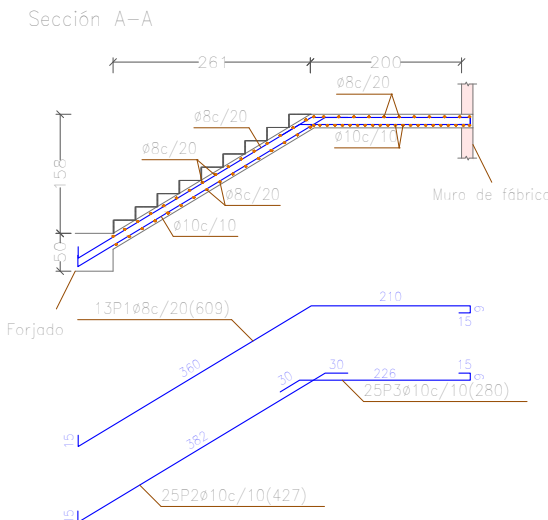 Sección A-A
261
200
ø8c/20
ø8c/20
ø10c/10
ø8c/20
158
ø8c/20
Muro de fábrica
ø10c/10
50
Forjado
13P1ø8c/20(609)
210
9
15
360
30
15
30
226
9
25P3ø10c/10(280)
15
382
25P2ø10c/10(427)
15